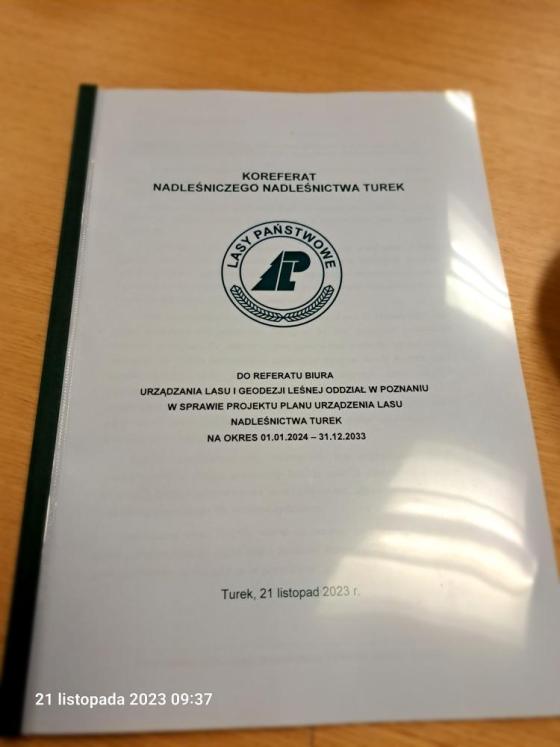 KOREFERAT
NADLEŚNICZEGO NADLEŚNICTWA TUREK
LASY PAŃSTWOWE
LP
DO REFERATU BIURA
URZĄDZANIA LASU I GEODEZJI LEŚNEJ ODDZIAŁ W POZNANIU
W SPRAWIE PROJEKTU PLANU URZĄDZENIA LASU
NADLEŚNICTWA TUREK
NA OKRES 01.01.2024 – 31.12.2033
Turek, 21 listopad 2023 r.
21 listopada 2023 09:37